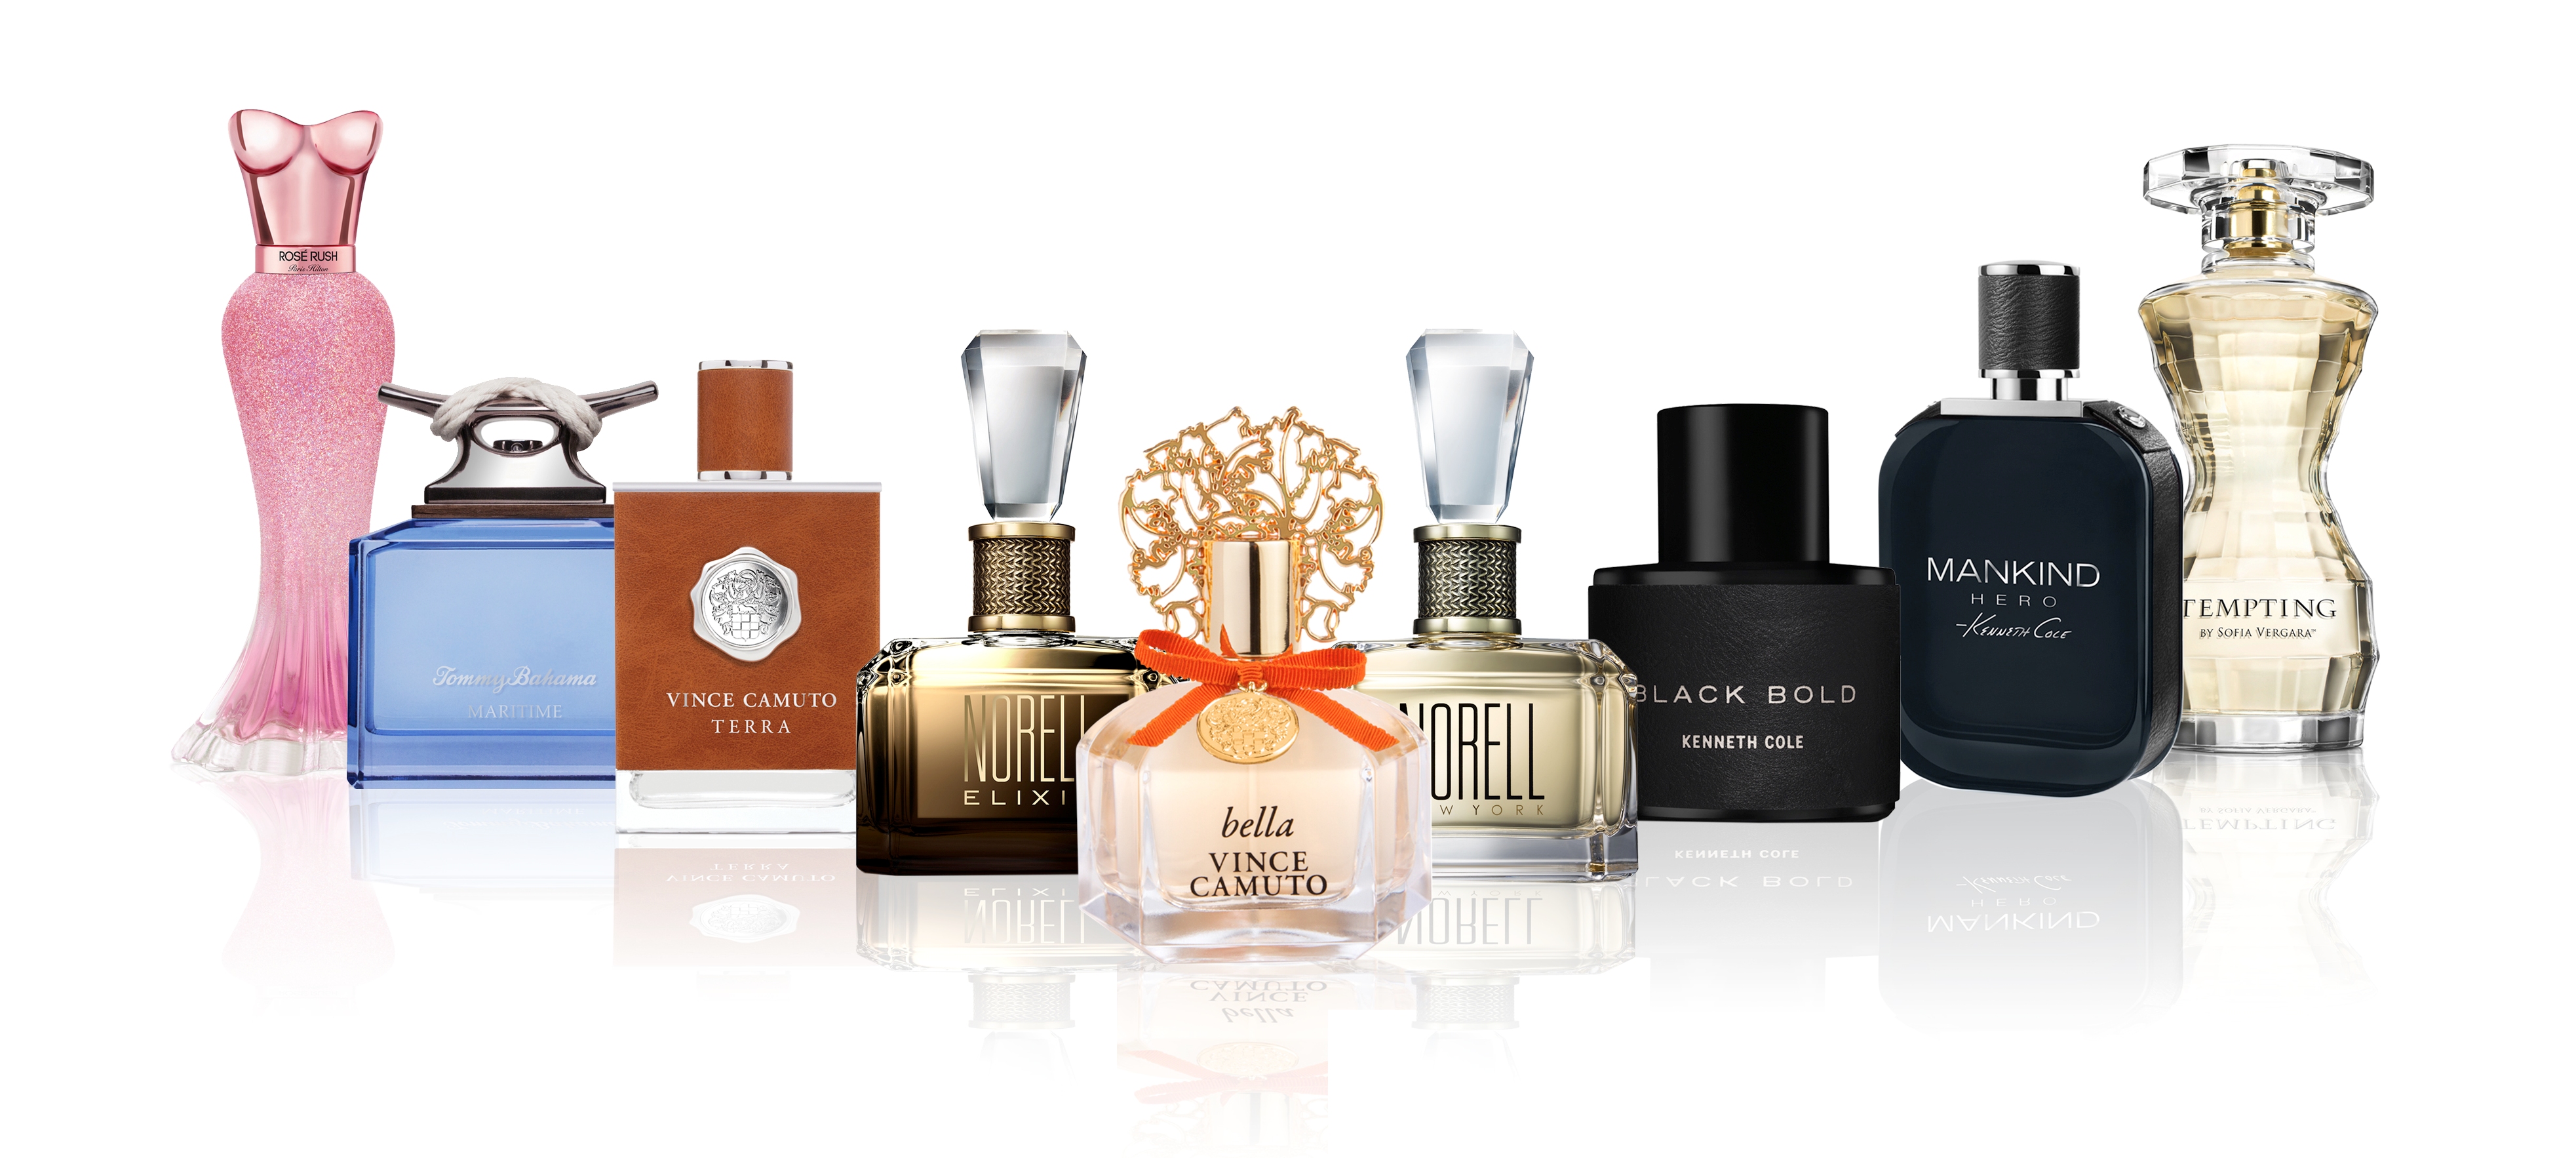 ROSÉ RUSH
Paris Hilton
Tommy Bahama
MARITIME
VINCE CAMUTO
TERRA
NORELL
ELIXI
bella
VINCE
CAMUTO
NORELL
W YORK
BLACK BOLD
KENNETH COLE
MANKIND
HERO
Kenneth Cole
TEMPTING
BY SOFIA VERGARA™